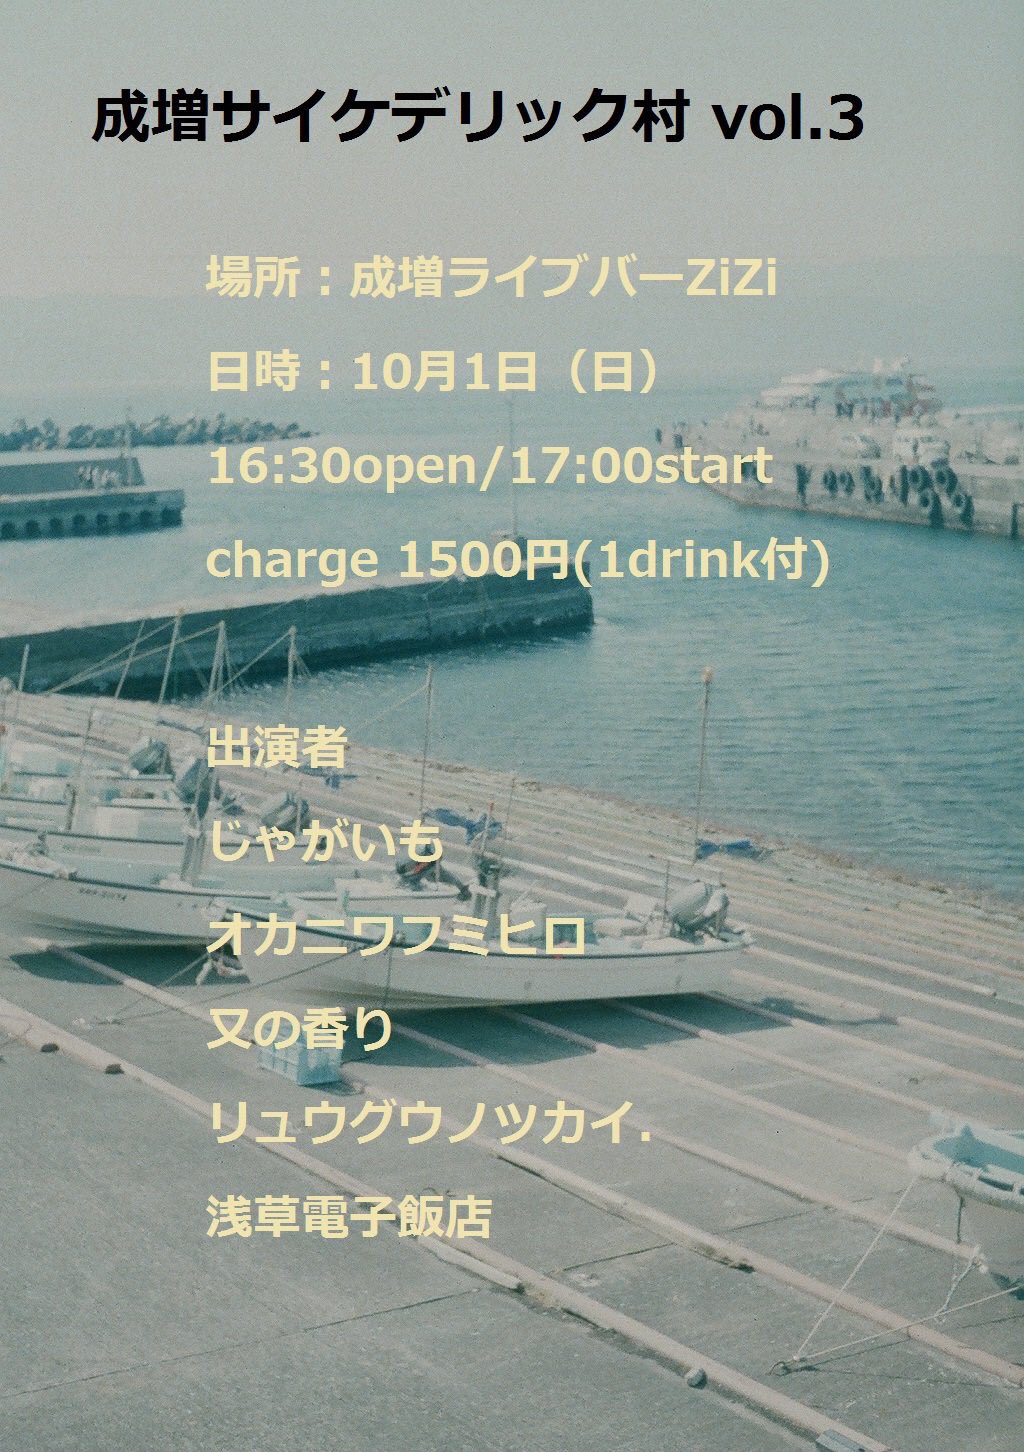 成増サイケデリック村 vol.3
場所：成増ライブバーZiZi
日時：10月1日（日）
16:30open/17:00start
charge 1500円(1drink付)
出演者
じゃがいも
オカニワフミヒロ
又の香り
リュウグウノツカイ.
浅草電子飯店